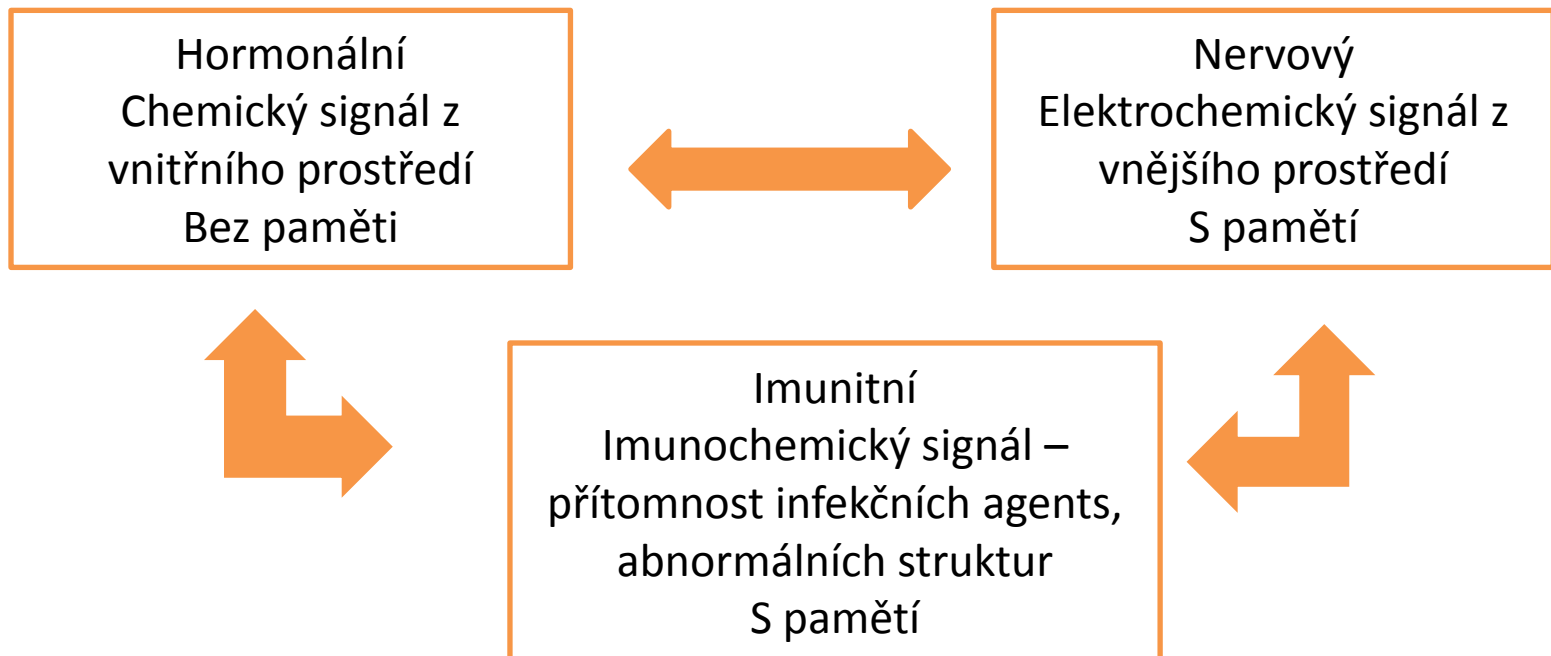 Hormonální
Chemický signál z
vnitřního prostředí
Bez paměti
Nervový
Elektrochemický signál z
vnějšího prostředí
S pamětí
Imunitní
Imunochemický signál –
přítomnost infekčních agents,
abnormálních struktur
S pamětí